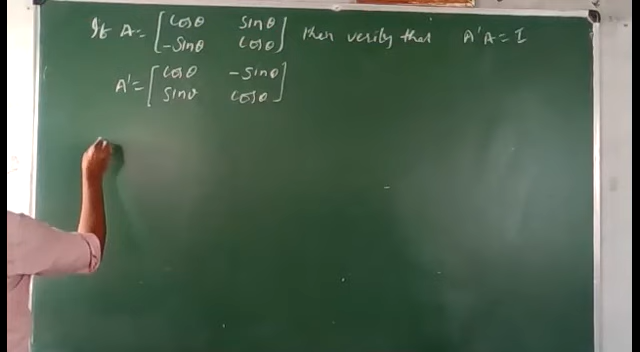 If A = [cosθ sinθ
-sinθ cosθ] then verify that A'A = I
A' = [cosθ -sinθ
sinθ cosθ]